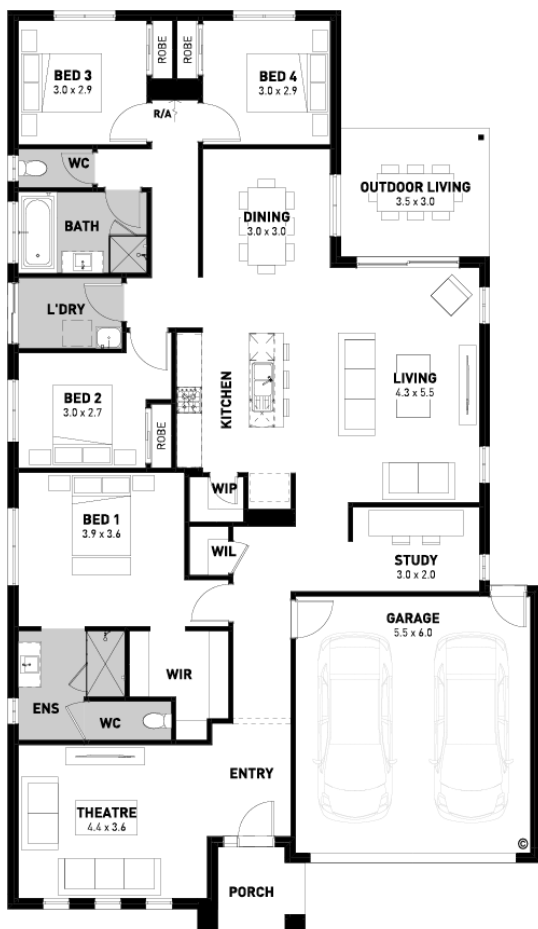 ROBE
ROBE
BED 3
3.0 x 2.9
BED 4
3.0 x 2.9
R/A
WC
OUTDOOR LIVING
3.5 x 3.0
DINING
3.0 x 3.0
BATH
L'DRY
KITCHEN
LIVING
4.3 x 5.5
BED 2
3.0 x 2.7
ROBE
WIP
BED 1
3.9 x 3.6
WIL
STUDY
3.0 x 2.0
GARAGE
5.5 x 6.0
WIR
ENS
WC
ENTRY
THEATRE
4.4 x 3.6
©
PORCH